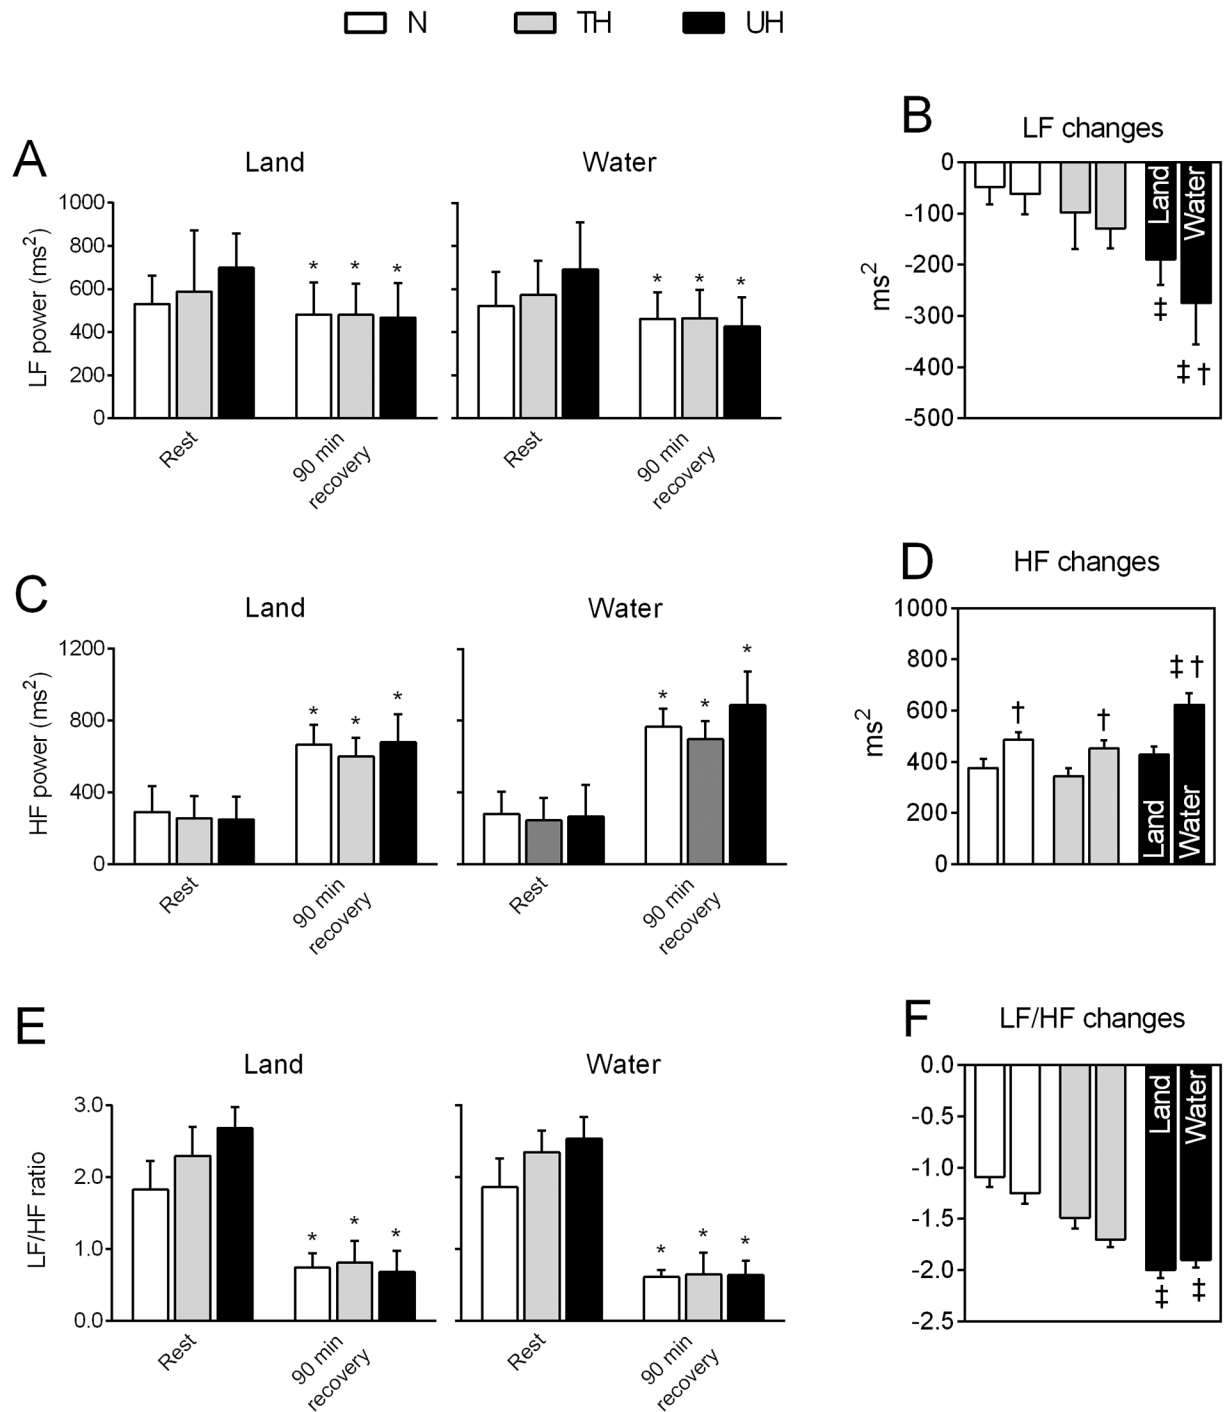 N TH UH
A
Land Water
LF power (ms²)
1000
800
600
400
200
0
* * * * * *
Rest
90 min
recovery
Rest
90 min
recovery
B
LF changes
ms²
0
-100
-200
-300
-400
-500
Land
Water
‡
‡ †
C
Land Water
HF power (ms²)
1200
800
400
0
* * * * * *
Rest
90 min
recovery
Rest
90 min
recovery
D
HF changes
ms²
1000
800
600
400
200
0
† † ‡ †
Land
Water
E
Land Water
LF/HF ratio
3.0
2.0
1.0
0.0
* * * * * *
Rest
90 min
recovery
Rest
90 min
recovery
F
LF/HF changes
0.0
-0.5
-1.0
-1.5
-2.0
-2.5
Land
Water
‡ ‡